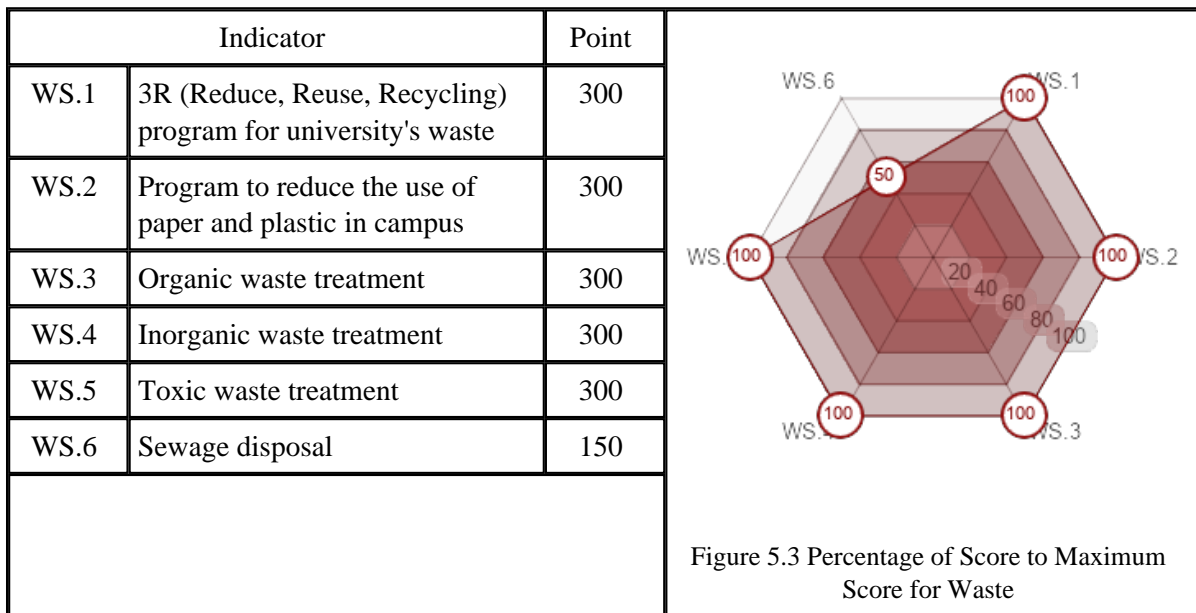 Indicator Point
WS.1 3R (Reduce, Reuse, Recycling) 300
program for university's waste
WS.2 Program to reduce the use of 300
paper and plastic in campus
WS.3 Organic waste treatment 300
WS.4 Inorganic waste treatment 300
WS.5 Toxic waste treatment 300
WS.6 Sewage disposal 150
WS.6
100 WS.1
50
WS. 100
100 WS.2
20
40
60
80
100
WS. 100
100 WS.3
Figure 5.3 Percentage of Score to Maximum
Score for Waste